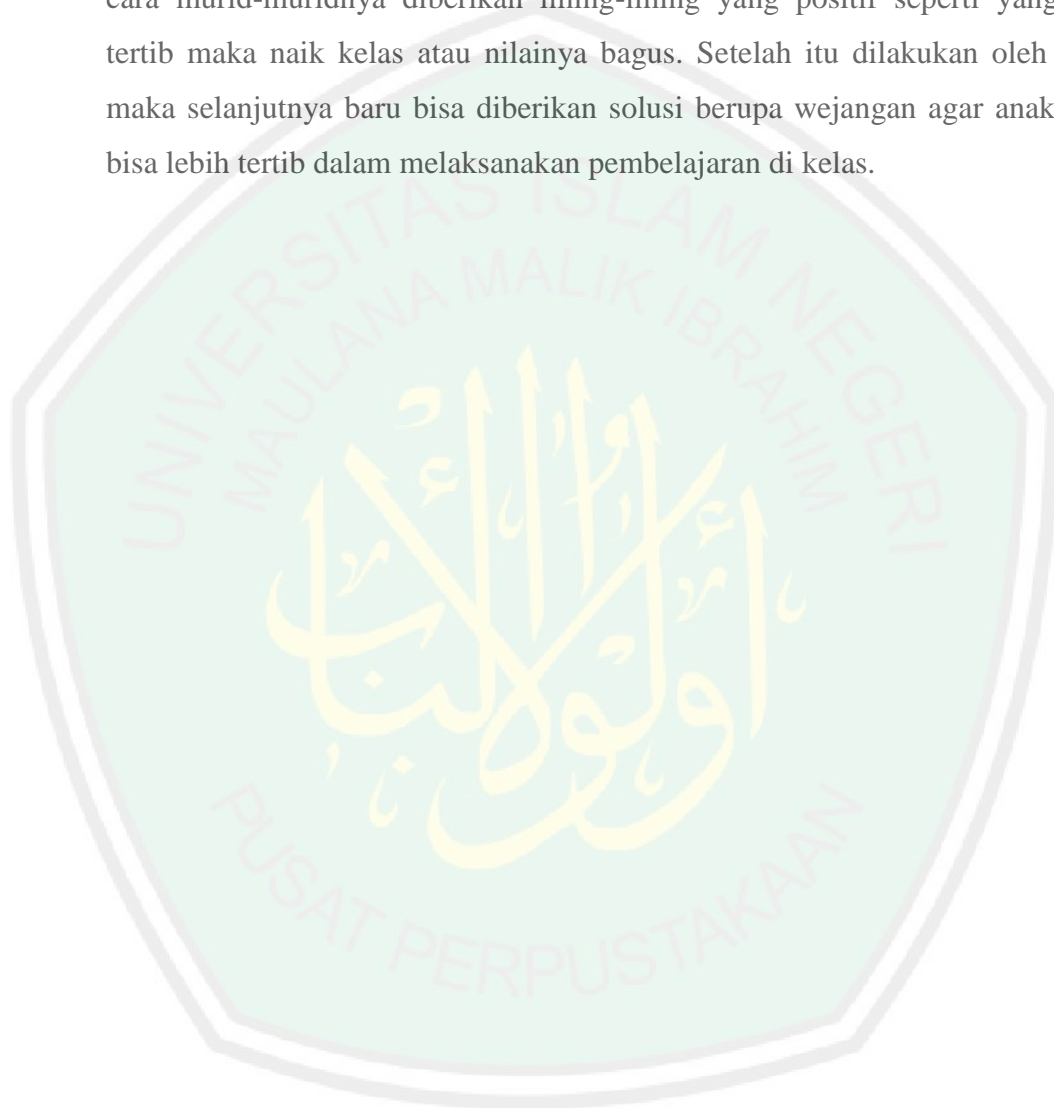 cara murid-muridnya diberikan iming-iming yang positif seperti yang
tertib maka naik kelas atau nilainya bagus. Setelah itu dilakukan oleh
maka selanjutnya baru bisa diberikan solusi berupa wejangan agar anak
bisa lebih tertib dalam melaksanakan pembelajaran di kelas.
UNIVERSITAS ISLAM NEGERI
MAULANA MALIK IBRAHIM
أولوا الألباب
PUSAT PERPUSTAKAAN